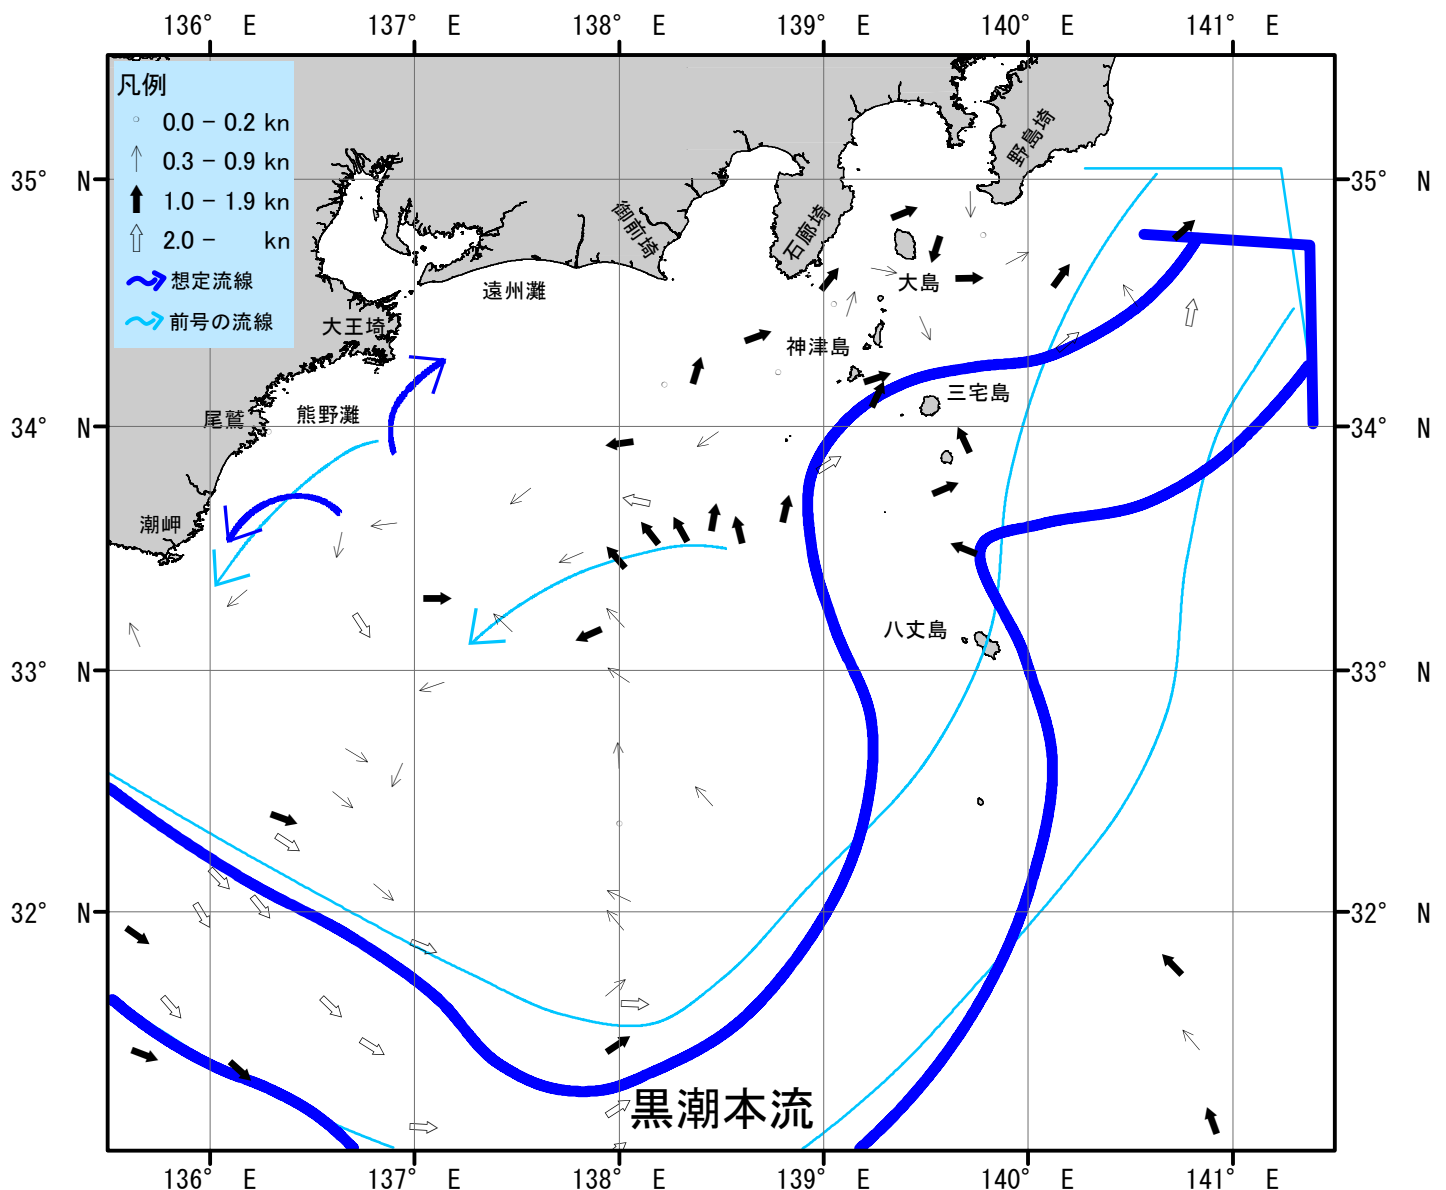 136° E 137° E 138° E 139° E 140° E 141° E
凡例
0.0 - 0.2 kn
0.3 - 0.9 kn
1.0 - 1.9 kn
2.0 - kn
想定流線
前号の流線
野島埼
35° N
35° N
御前埼
石廊埼
大島
遠州灘
大王埼
神津島
三宅島
熊野灘
尾鷲
34° N
34° N
潮岬
八丈島
33° N
33° N
32° N
32° N
黒潮本流
136° E 137° E 138° E 139° E 140° E 141° E